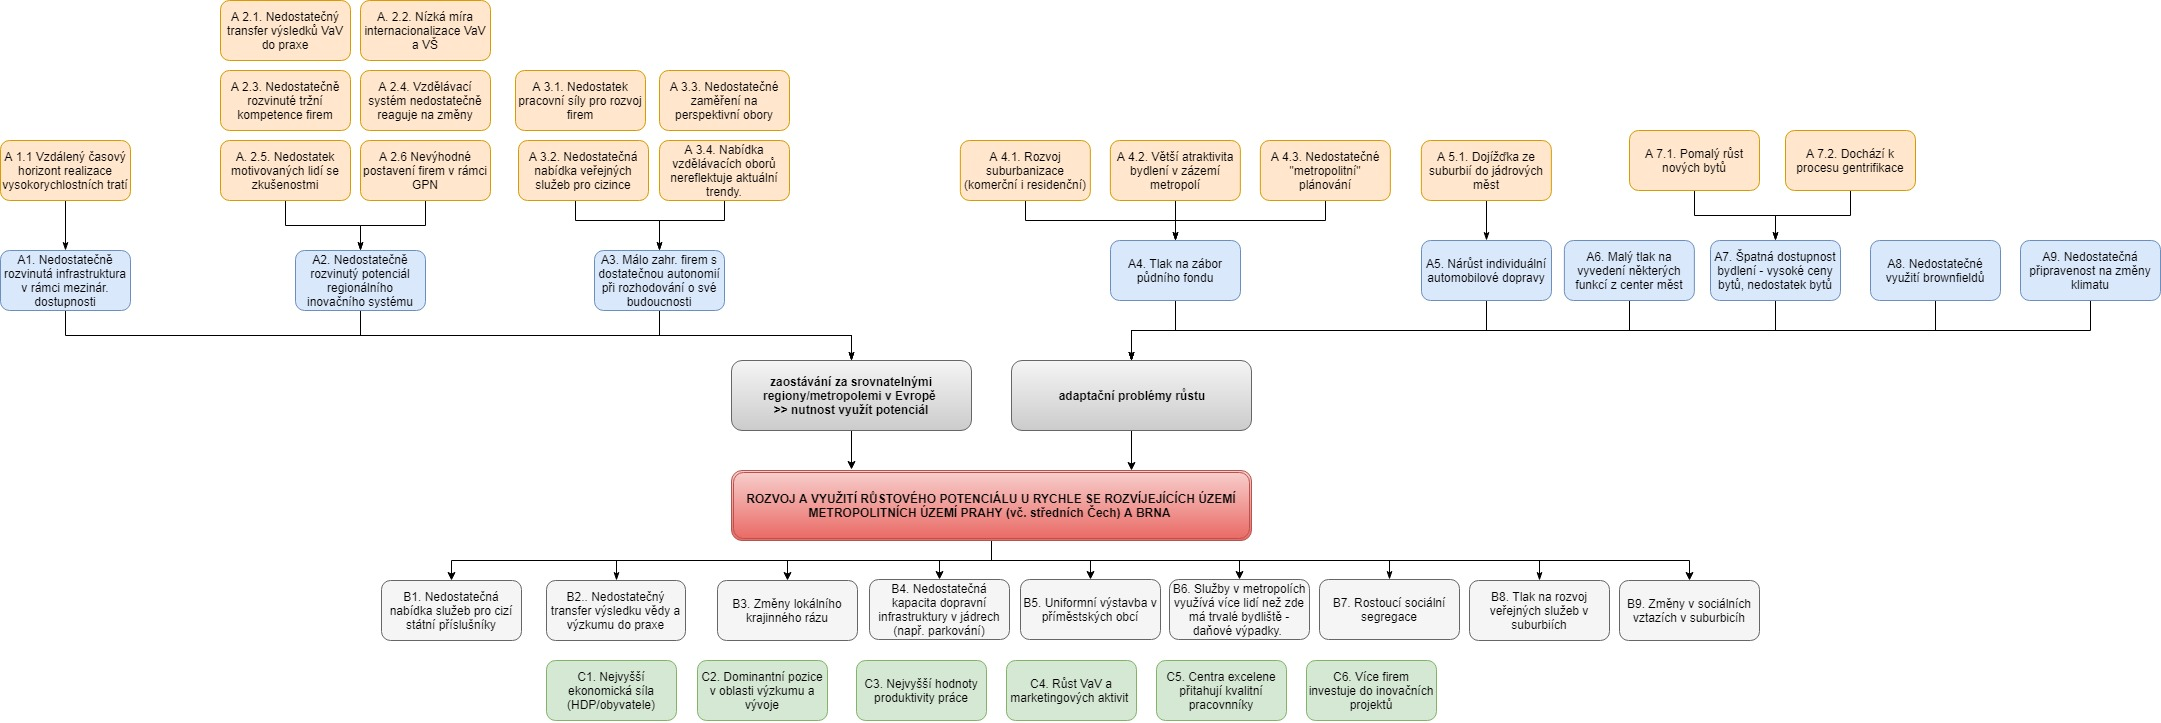 A 2.1. Nedostatečný
transfer výsledků VaV
do praxe
A. 2.2. Nízká míra
internacionalizace VaV
a VŠ
A 2.3. Nedostatečně
rozvinuté tržní
kompetence firem
A 2.4. Vzdělávací
systém nedostatečně
reaguje na změny
A 3.1. Nedostatek
pracovní síly pro rozvoj
firem
A 3.3. Nedostatečné
zaměření na
perspektivní obory
A 1.1 Vzdálený časový
horizont realizace
vysokorychlostních tratí
A. 2.5. Nedostatek
motivovaných lidí se
zkušenostmi
A 2.6 Nevýhodné
postavení firem v rámci
GPN
A 3.2. Nedostatečná
nabídka veřejných
služeb pro cizince
A 3.4. Nabídka
vzdělávacích oborů
nereflektuje aktuální
trendy.
A 4.1. Rozvoj
suburbanizace
(komerční i residenční)
A 4.2. Větší atraktivita
bydlení v zázemí
metropolí
A 4.3. Nedostatečné
"metropolitní"
plánování
A 5.1. Dojížďka ze
suburbií do jádrových
měst
A 7.1. Pomalý růst
nových bytů
A 7.2. Dochází k
procesu gentrifikace
A1. Nedostatečně
rozvinutá infrastruktura
v rámci mezinár.
dostupnosti
A2. Nedostatečně
rozvinutý potenciál
regionálního
inovačního systému
A3. Málo zahr. firem s
dostatečnou autonomií
při rozhodování o své
budoucnosti
A4. Tlak na zábor
půdního fondu
A5. Nárůst individuální
automobilové dopravy
A6. Malý tlak na
vyvedení některých
funkcí z center měst
A7. Špatná dostupnost
bydlení - vysoké ceny
bytů, nedostatek bytů
A8. Nedostatečné
využití brownfieldů
A9. Nedostatečná
připravenost na změny
klimatu
zaostávání za srovnatelnými
regiony/metropolemi v Evropě
>> nutnost využít potenciál
adaptační problémy růstu
ROZVOJ A VYUŽITÍ RŮSTOVÉHO POTENCIÁLU U RYCHLE SE ROZVÍJEJÍCÍCH ÚZEMÍ
METROPOLITNÍCH ÚZEMÍ PRAHY (vč. středních Čech) A BRNA
B1. Nedostatečná
nabídka služeb pro cizí
státní příslušníky
B2.. Nedostatečný
transfer výsledku vědy a
výzkumu do praxe
B3. Změny lokálního
krajinného rázu
B4. Nedostatečná
kapacita dopravní
infrastruktury v jádrech
(např. parkování)
B5. Uniformní výstavba v
příměstských obcí
B6. Služby v metropolích
využívá více lidí než zde
má trvalé bydliště -
daňové výpadky.
B7. Rostoucí sociální
segregace
B8. Tlak na rozvoj
veřejných služeb v
suburbiích
B9. Změny v sociálních
vztazích v suburbicíh
C1. Nejvyšší
ekonomická síla
(HDP/obyvatele)
C2. Dominantní pozice
v oblasti výzkumu a
vývoje
C3. Nejvyšší hodnoty
produktivity práce
C4. Růst VaV a
marketingových aktivit
C5. Centra excelene
přitahují kvalitní
pracovnníky
C6. Více firem
investuje do inovačních
projektů